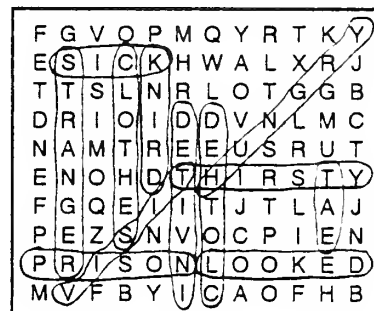 F G V O P M Q Y R T K Y
E S I C K H W A L X R J
T T S L N R L O T G G B
D R I O I D D V N L M C
N A M T R E E U S R U T
E N O H D T H I R S T Y
F G Q E I I T J T L A J
P E Z S N V O C P I E N
P R I S O N L O O K E D
M V F B Y I C A O F H B